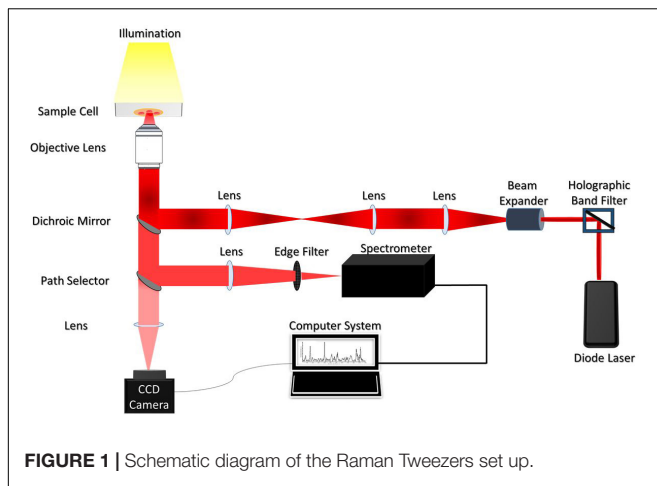 Illumination
Sample Cell
Objective Lens
Lens
Lens
Lens
Beam
Expander
Holographic
Band Filter
Dichroic Mirror
Lens
Edge Filter
Spectrometer
Path Selector
Lens
Computer System
Diode Laser
CCD
Camera
FIGURE 1 | Schematic diagram of the Raman Tweezers set up.